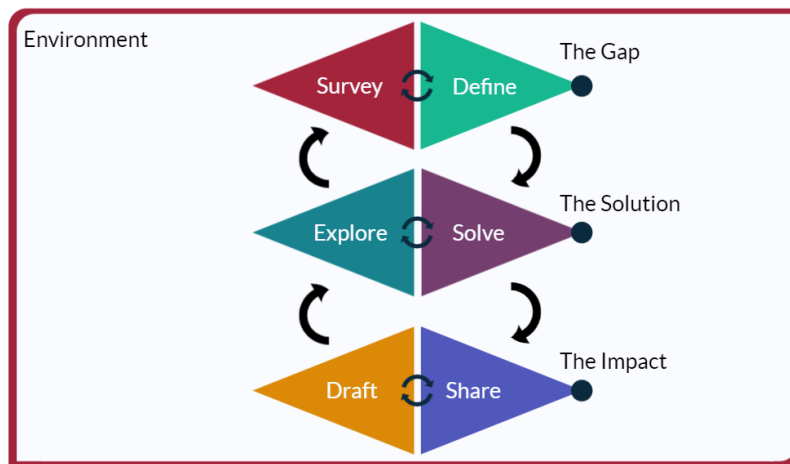 Environment
The Gap
Survey
Define
The Solution
Explore
Solve
The Impact
Draft
Share